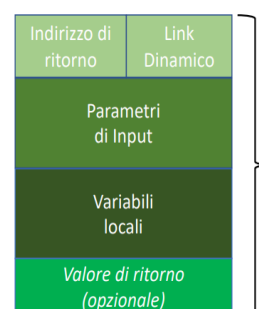 Indirizzo di
ritorno
Link
Dinamico
Parametri
di Input
Variabili
locali
Valore di ritorno
(opzionale)